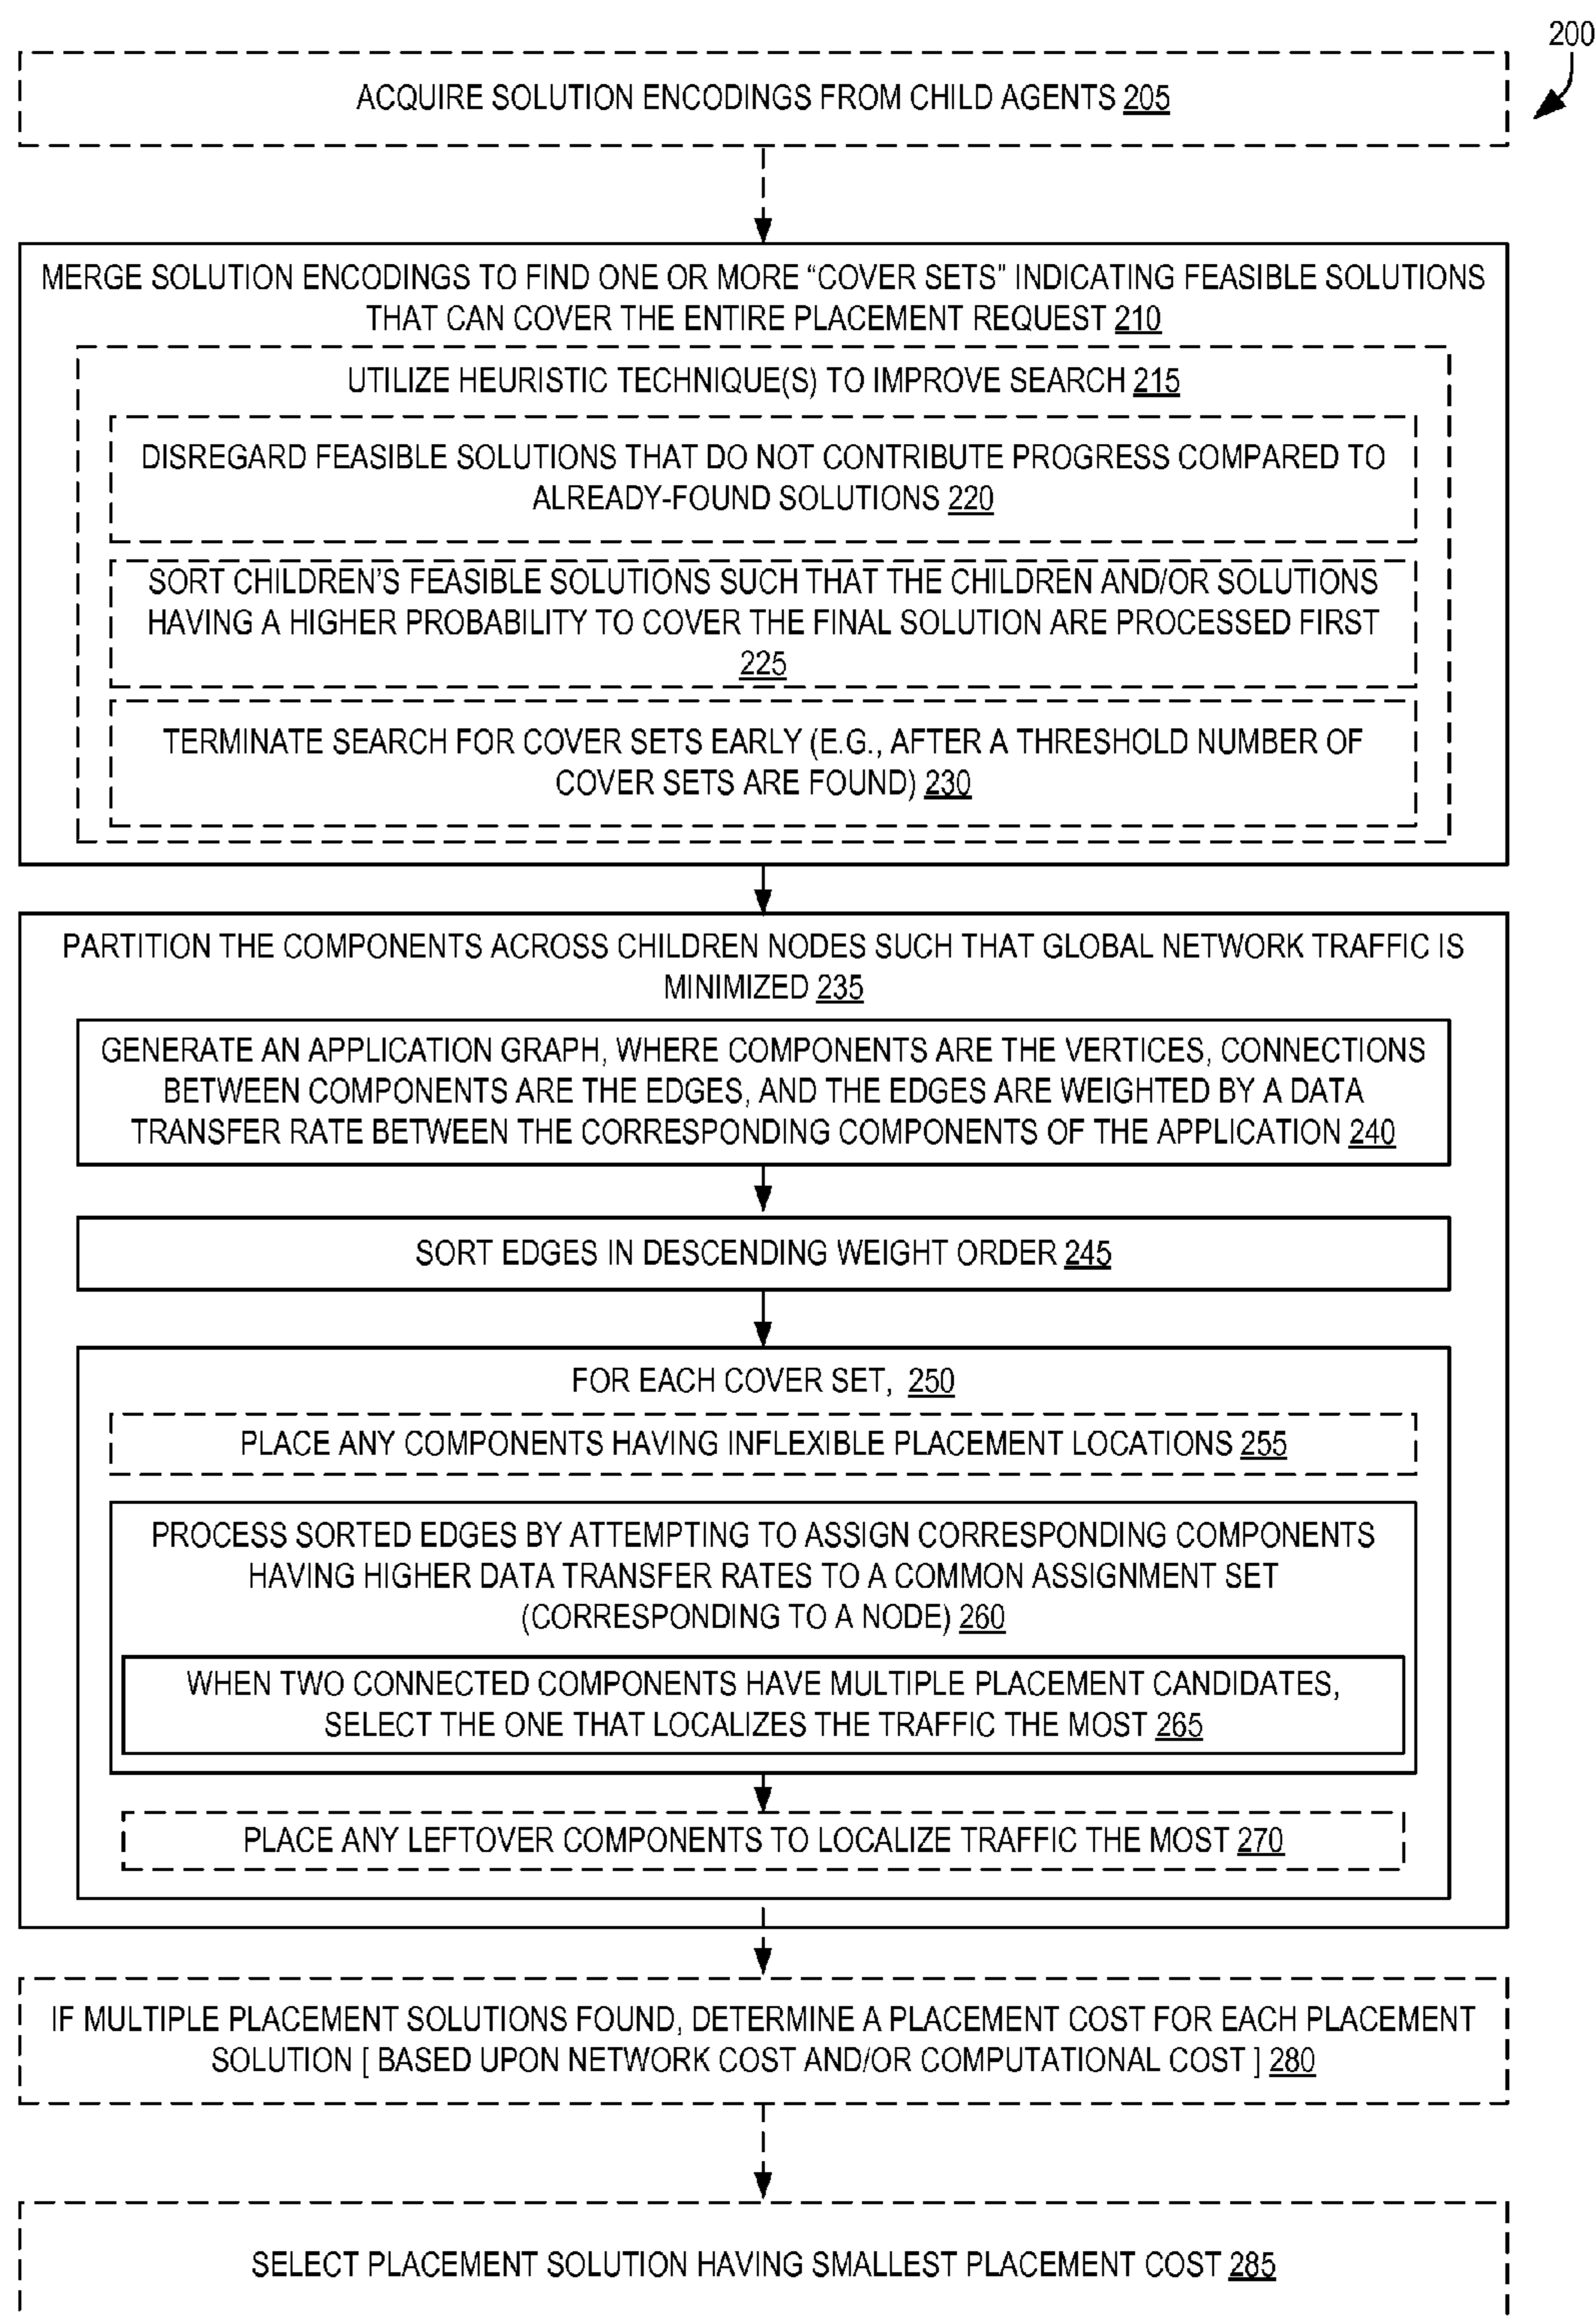 200
ACQUIRE SOLUTION ENCODINGS FROM CHILD AGENTS 205
MERGE SOLUTION ENCODINGS TO FIND ONE OR MORE “COVER SETS” INDICATING FEASIBLE SOLUTIONS
THAT CAN COVER THE ENTIRE PLACEMENT REQUEST 210
UTILIZE HEURISTIC TECHNIQUE(S) TO IMPROVE SEARCH 215
DISREGARD FEASIBLE SOLUTIONS THAT DO NOT CONTRIBUTE PROGRESS COMPARED TO
ALREADY-FOUND SOLUTIONS 220
SORT CHILDREN’S FEASIBLE SOLUTIONS SUCH THAT THE CHILDREN AND/OR SOLUTIONS
HAVING A HIGHER PROBABILITY TO COVER THE FINAL SOLUTION ARE PROCESSED FIRST
225
TERMINATE SEARCH FOR COVER SETS EARLY (E.G., AFTER A THRESHOLD NUMBER OF
COVER SETS ARE FOUND) 230
PARTITION THE COMPONENTS ACROSS CHILDREN NODES SUCH THAT GLOBAL NETWORK TRAFFIC IS
MINIMIZED 235
GENERATE AN APPLICATION GRAPH, WHERE COMPONENTS ARE THE VERTICES, CONNECTIONS
BETWEEN COMPONENTS ARE THE EDGES, AND THE EDGES ARE WEIGHTED BY A DATA
TRANSFER RATE BETWEEN THE CORRESPONDING COMPONENTS OF THE APPLICATION 240
SORT EDGES IN DESCENDING WEIGHT ORDER 245
FOR EACH COVER SET, 250
PLACE ANY COMPONENTS HAVING INFLEXIBLE PLACEMENT LOCATIONS 255
PROCESS SORTED EDGES BY ATTEMPTING TO ASSIGN CORRESPONDING COMPONENTS
HAVING HIGHER DATA TRANSFER RATES TO A COMMON ASSIGNMENT SET
(CORRESPONDING TO A NODE) 260
WHEN TWO CONNECTED COMPONENTS HAVE MULTIPLE PLACEMENT CANDIDATES,
SELECT THE ONE THAT LOCALIZES THE TRAFFIC THE MOST 265
PLACE ANY LEFTOVER COMPONENTS TO LOCALIZE TRAFFIC THE MOST 270
IF MULTIPLE PLACEMENT SOLUTIONS FOUND, DETERMINE A PLACEMENT COST FOR EACH PLACEMENT
SOLUTION [ BASED UPON NETWORK COST AND/OR COMPUTATIONAL COST ] 280
SELECT PLACEMENT SOLUTION HAVING SMALLEST PLACEMENT COST 285